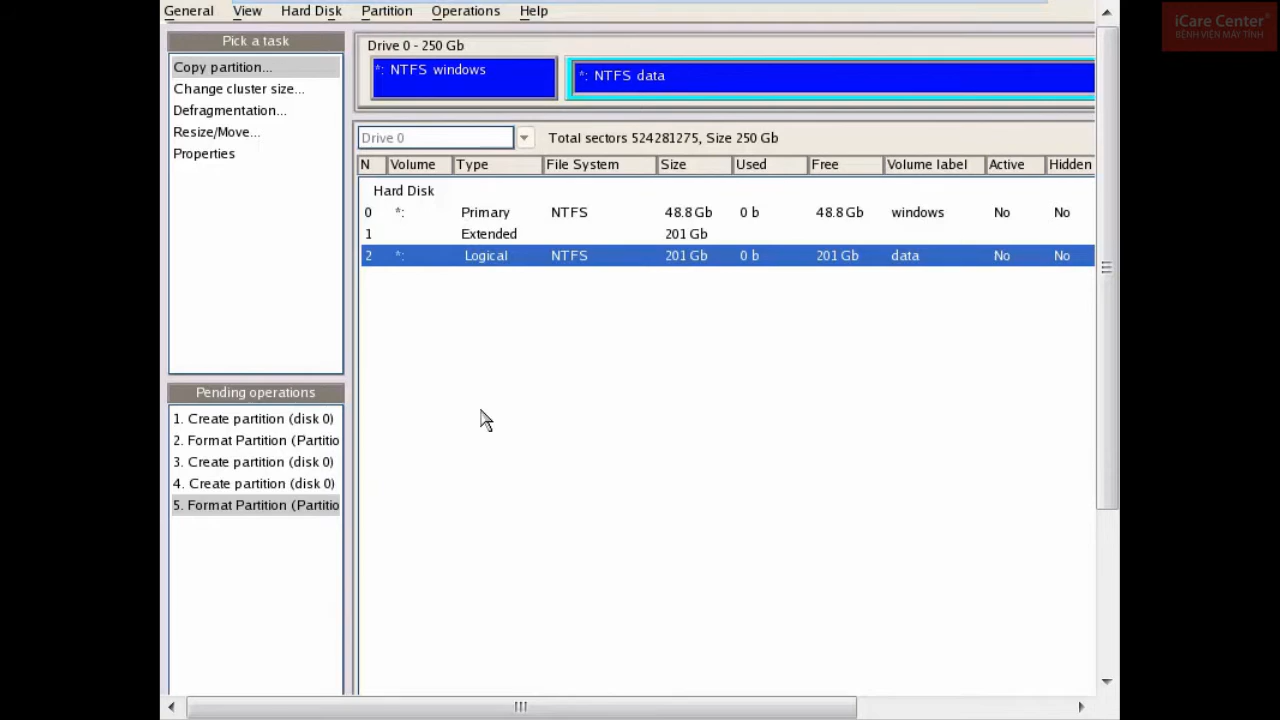 iCare Center®
BỆNH VIỆN MÁY TÍNH
General View Hard Disk Partition Operations Help
Pick a task
Copy partition...
Change cluster size...
Defragmentation...
Resize/Move...
Properties
Pending operations
1. Create partition (disk 0)
2. Format Partition (Partitio
3. Create partition (disk 0)
4. Create partition (disk 0)
5. Format Partition (Partitio
Drive 0 - 250 Gb
*: NTFS windows
*: NTFS data
Drive 0 Total sectors 524281275, Size 250 Gb
N Volume Type File System Size Used Free Volume label Active Hidden
Hard Disk
0 *: Primary NTFS 48.8 Gb 0 b 48.8 Gb windows No No
1 Extended 201 Gb
2 *: Logical NTFS 201 Gb 0 b 201 Gb data No No